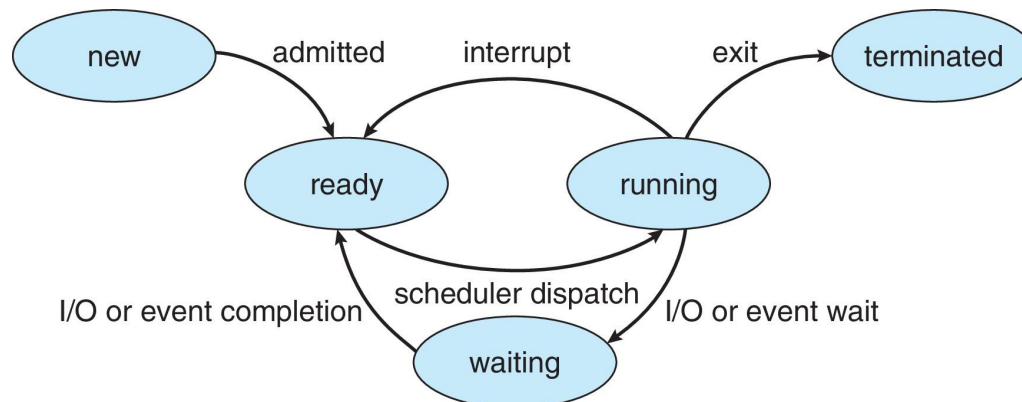 new
admitted
interrupt
exit
terminated
ready
running
scheduler dispatch
I/O or event completion
I/O or event wait
waiting